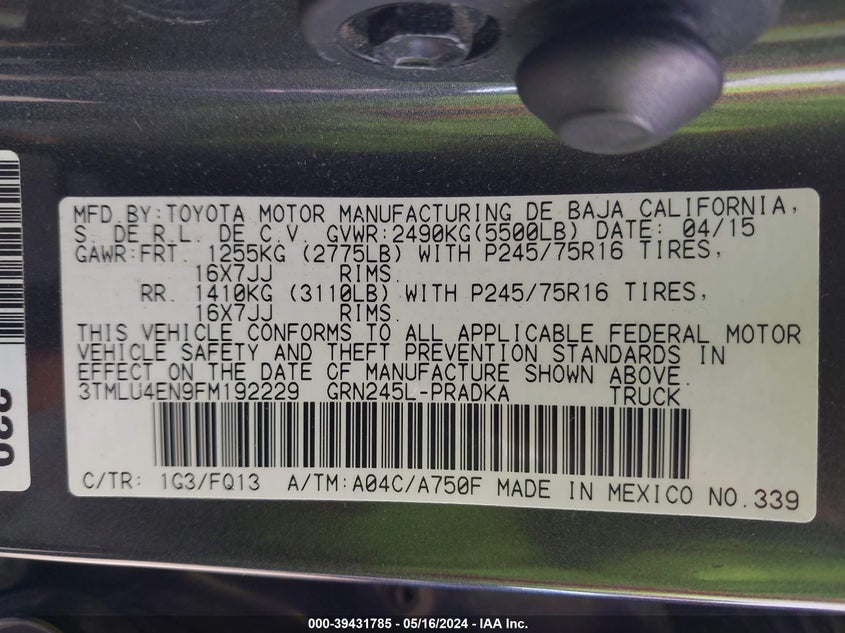 MFD.BY:TOYOTA MOTOR MANUFACTURING DE BAJA CALIFORNIA,
S. DE R.L. DE C.V. GVWR:2490KG(5500LB) DATE: 04/15
GAWR:FRT. 1255KG (2775LB) WITH P245/75R16 TIRES,
16X7JJ RIMS.
RR. 1410KG (3110LB) WITH P245/75R16 TIRES,
16X7JJ RIMS.
THIS VEHICLE CONFORMS TO ALL APPLICABLE FEDERAL MOTOR
VEHICLE SAFETY AND THEFT PREVENTION STANDARDS IN
EFFECT ON THE DATE OF MANUFACTURE SHOWN ABOVE.
3TMLU4EN9FM192229 GRN245L-PRADKA TRUCK
C/TR: 1G3/FQ13 A/TM:A04C/A750F MADE IN MEXICO NO.339
000-39431785 - 05/16/2024 - IAA Inc.